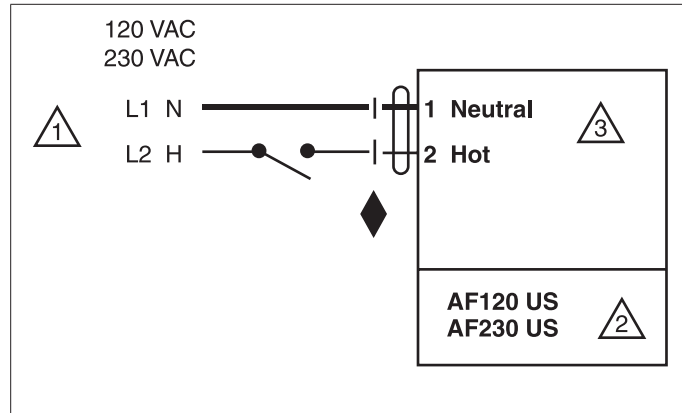 120 VAC
230 VAC
1
L1 N
L2 H
1 Neutral
2 Hot
3
AF120 US
AF230 US
2